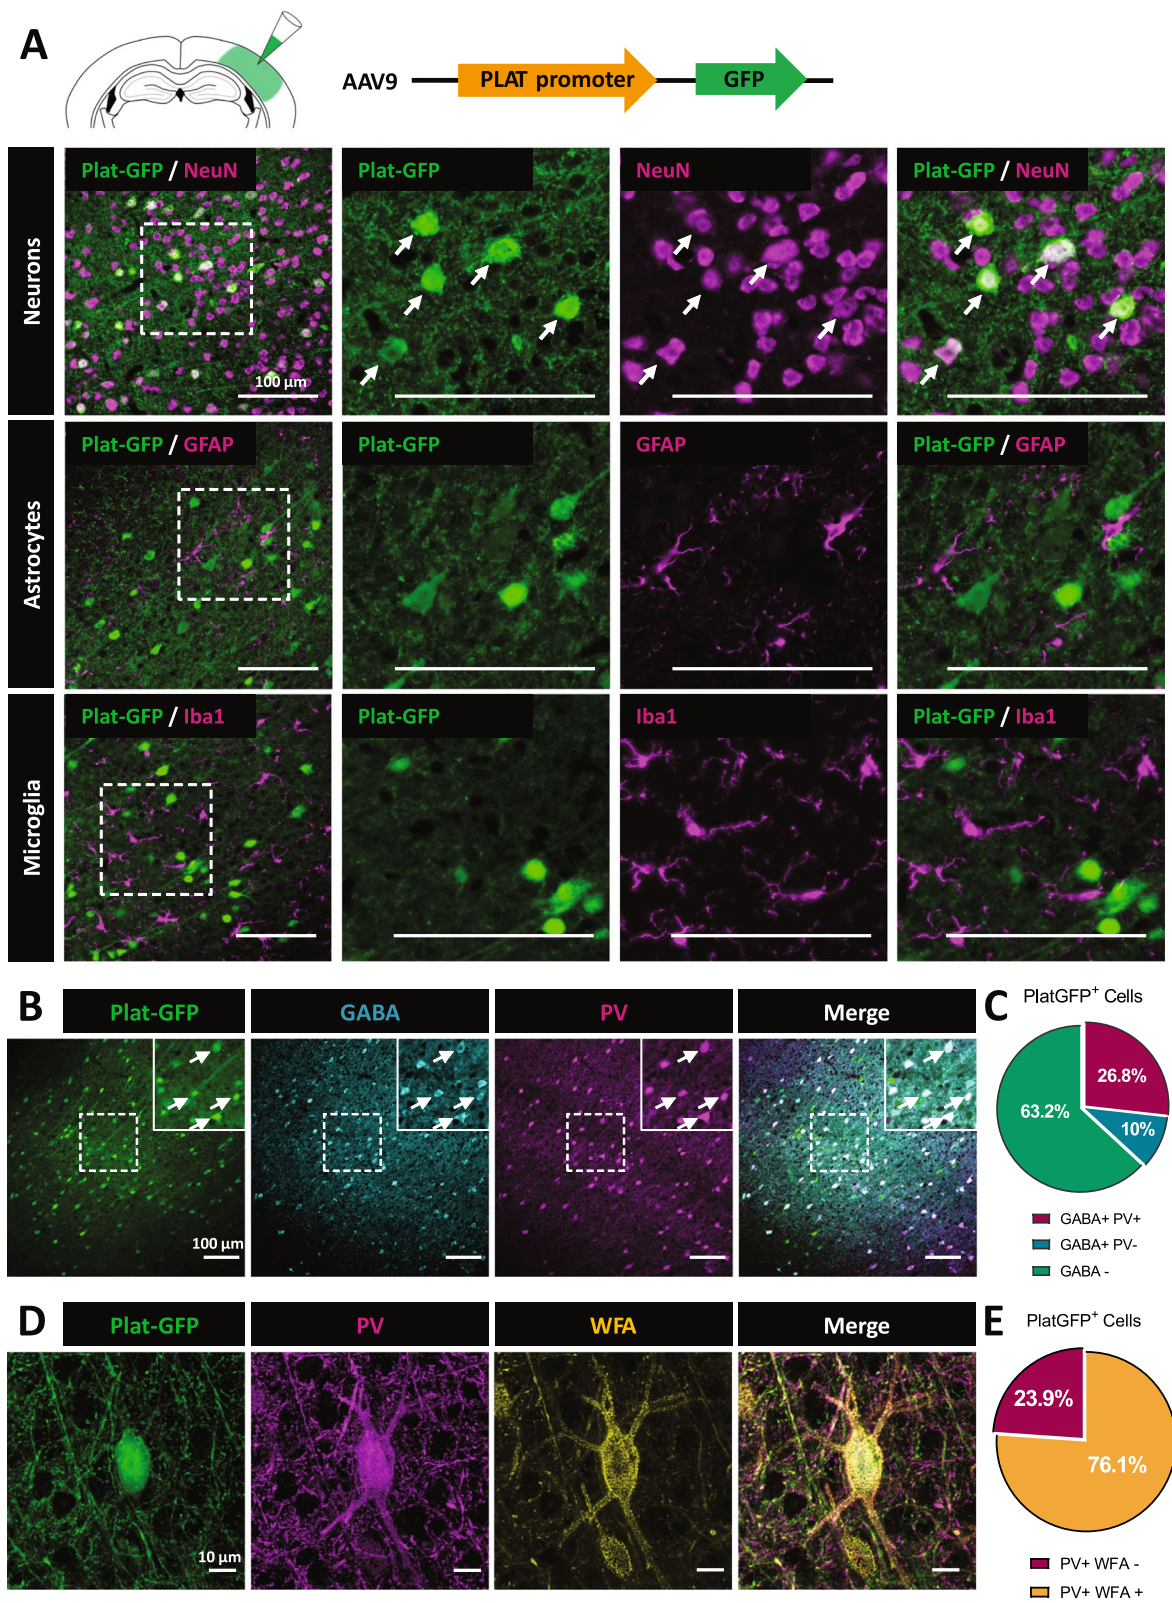 A
AAV9 PLAT promoter GFP
Neurons
Plat-GFP / NeuN
Plat-GFP
NeuN
Plat-GFP / NeuN
100 µm
Astrocytes
Plat-GFP / GFAP
Plat-GFP
GFAP
Plat-GFP / GFAP
Microglia
Plat-GFP / Iba1
Plat-GFP
Iba1
Plat-GFP / Iba1
B
Plat-GFP
GABA
PV
Merge
100 µm
C
PlatGFP⁺ Cells
26.8%
63.2%
10%
GABA+ PV+
GABA+ PV-
GABA -
D
Plat-GFP
PV
WFA
Merge
10 µm
E
PlatGFP⁺ Cells
23.9%
76.1%
PV+ WFA -
PV+ WFA +